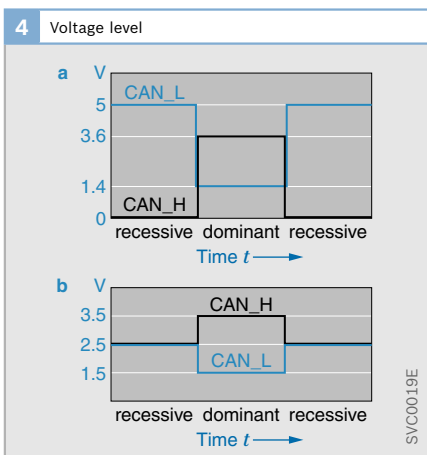 4 Voltage level
a V
CAN_L
5
3.6
1.4
CAN_H
0
recessive dominant recessive
Time t
b V
CAN_H
3.5
2.5
CAN_L
1.5
recessive dominant recessive
Time t
SVC0019E